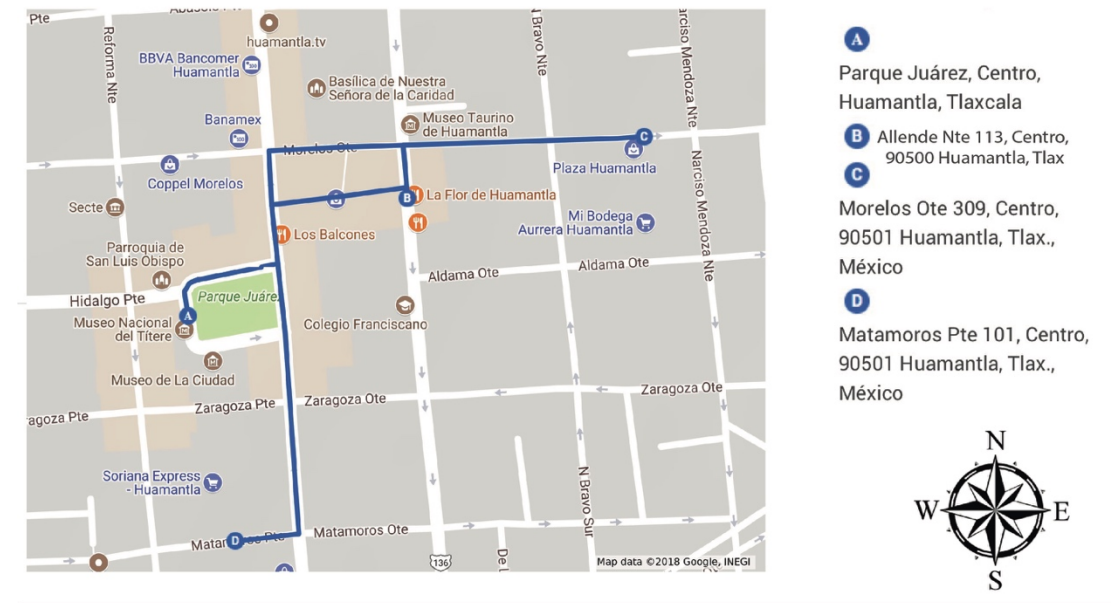 Pte
huamantla.tv
Reforma Nte
BBVA Bancomer
Huamantla
Basílica de Nuestra
Señora de la Caridad
N Bravo Nte
Narciso Mendoza Nte
Banamex
Museo Taurino
de Huamantla
Morelos Ote
C
Coppel Morelos
Plaza Huamantla
Secte
B
La Flor de Huamantla
Los Balcones
Mi Bodega
Aurrera Huamantla
Parroquia de
San Luis Obispo
Aldama Ote
Aldama Ote
Hidalgo Pte
Parque Juárez
A
Museo Nacional
del Títere
Colegio Franciscano
Museo de La Ciudad
Zaragoza Pte
Zaragoza Ote
Zaragoza Ote
Narciso Mendoza Nte
Soriana Express
- Huamantla
N Bravo Sur
D
Matamoros Ote
136
Map data ©2018 Google, INEGI
A
Parque Juárez, Centro,
Huamantla, Tlaxcala
B Allende Nte 113, Centro,
90500 Huamantla, Tlax
C
Morelos Ote 309, Centro,
90501 Huamantla, Tlax.,
México
D
Matamoros Pte 101, Centro,
90501 Huamantla, Tlax.,
México
N
W E
S